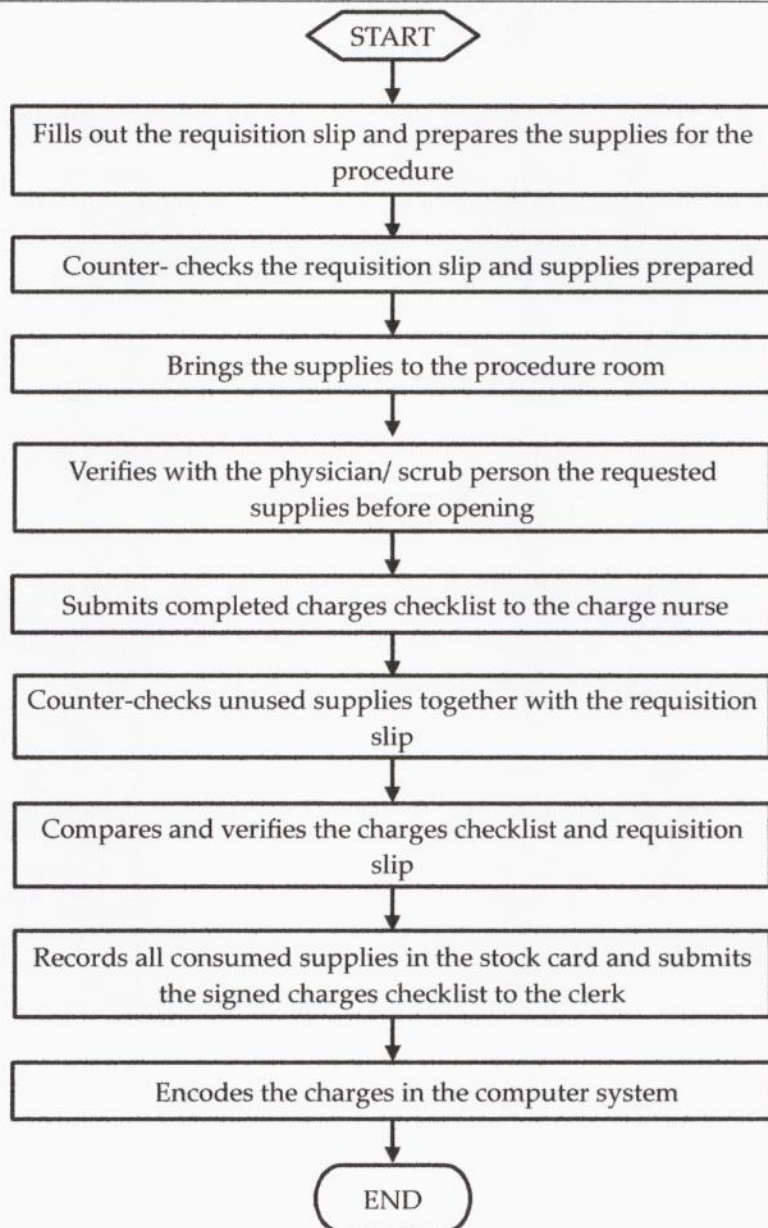 START
Fills out the requisition slip and prepares the supplies for the
procedure
Counter- checks the requisition slip and supplies prepared
Brings the supplies to the procedure room
Verifies with the physician/ scrub person the requested
supplies before opening
Submits completed charges checklist to the charge nurse
Counter-checks unused supplies together with the requisition
slip
Compares and verifies the charges checklist and requisition
slip
Records all consumed supplies in the stock card and submits
the signed charges checklist to the clerk
Encodes the charges in the computer system
END